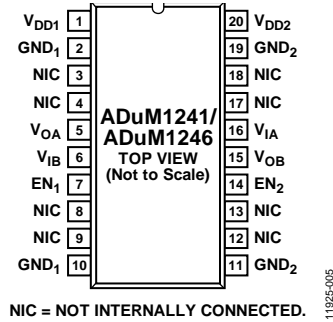 VDD1 1 20 VDD2
GND1 2 19 GND2
NIC 3 18 NIC
NIC 4 17 NIC
ADuM1241/
VOA 5 16 VIA
ADuM1246
VIB 6 15 VOB
TOP VIEW
(Not to Scale)
EN1 7 14 EN2
NIC 8 13 NIC
NIC 9 12 NIC
GND1 10 11 GND2
NIC = NOT INTERNALLY CONNECTED.
11925-005